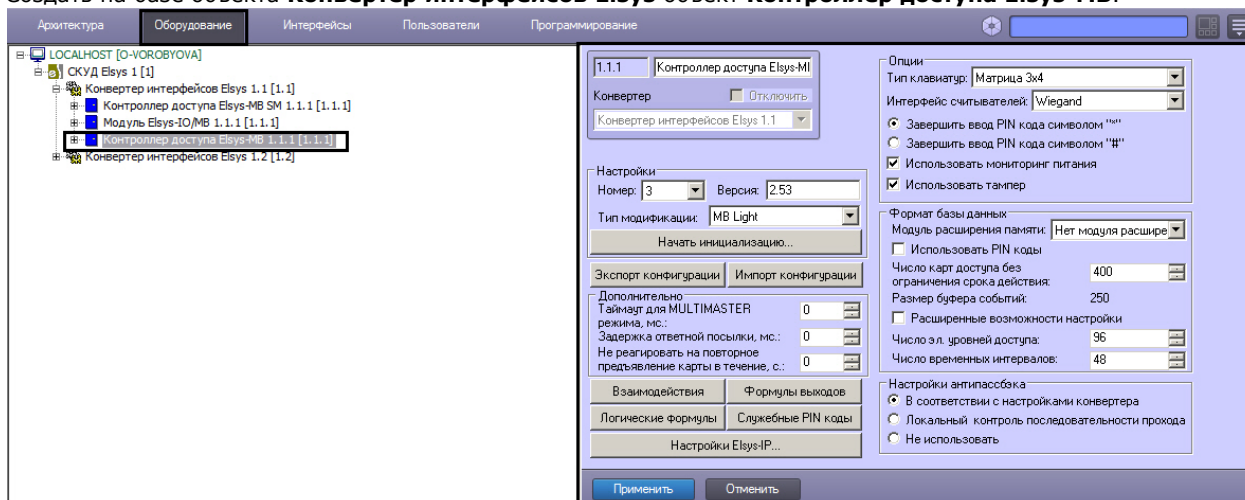 Создать на базе объекта Конвертер интерфейсов Elsys объект Контроллер доступа Elsys-MB.
Архитектура Оборудование Интерфейсы Пользователи Программирование
LOCALHOST [O-VOROBYOVA]
СКУД Elsys 1 [1]
Конвертер интерфейсов Elsys 1.1 [1.1]
Контроллер доступа Elsys-MB SM 1.1.1 [1.1.1]
Модуль Elsys-IO/MB 1.1.1 [1.1.1]
Контроллер доступа Elsys-MB 1.1.1 [1.1.1]
Конвертер интерфейсов Elsys 1.2 [1.2]
1.1.1 Контроллер доступа Elsys-MI
Конвертер Отключить
Конвертер интерфейсов Elsys 1.1
Настройки
Номер: 3 Версия: 2.53
Тип модификации: MB Light
Начать инициализацию...
Экспорт конфигурации Импорт конфигурации
Дополнительно
Таймаут для MULTIMASTER
режима, мс.: 0
Задержка ответной посылки, мс.: 0
Не реагировать на повторное
предъявление карты в течение, с.: 0
Взаимодействия Формулы выходов
Логические формулы Служебные PIN коды
Настройки Elsys-IP...
Опции
Тип клавиатур: Матрица 3x4
Интерфейс считывателей: Wiegand
Завершить ввод PIN кода символом "*"
Завершить ввод PIN кода символом "#"
Использовать мониторинг питания
Использовать тампер
Формат базы данных
Модуль расширения памяти: Нет модуля расшире
Использовать PIN коды
Число карт доступа без
ограничения срока действия: 400
Размер буфера событий: 250
Расширенные возможности настройки
Число эл. уровней доступа: 96
Число временных интервалов: 48
Настройки антипассбэка
В соответствии с настройками конвертера
Локальный контроль последовательности прохода
Не использовать
Применить Отменить